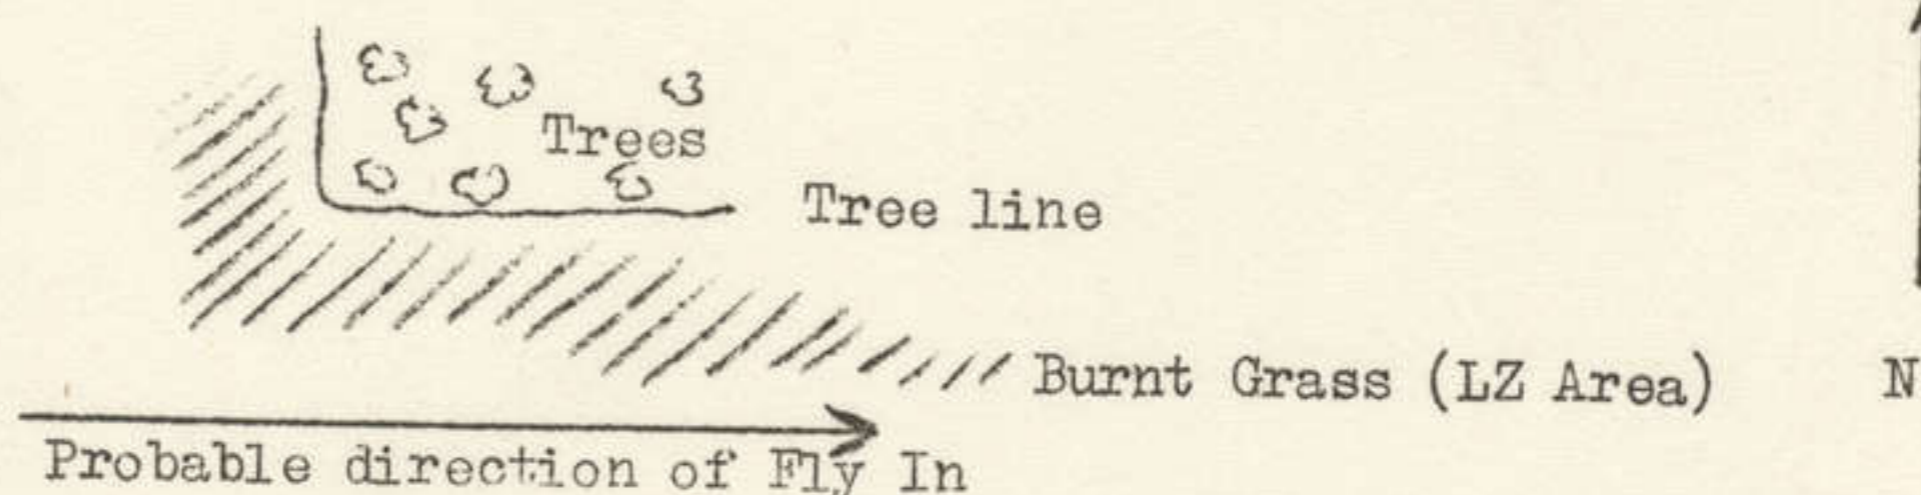 Trees
Tree line
Burnt Grass (LZ Area)
N
Probable direction of Fly In